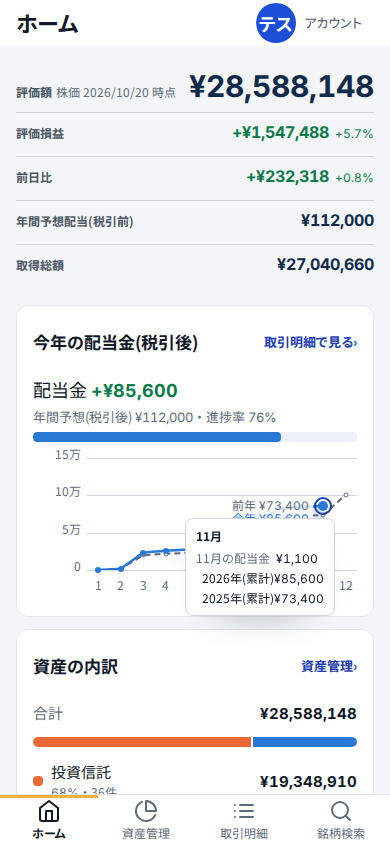 ホーム
テス アカウント
評価額 株価 2026/10/20 時点 ¥28,588,148
評価損益 +¥1,547,488 +5.7%
前日比 +¥232,318 +0.8%
年間予想配当(税引前) ¥112,000
取得総額 ¥27,040,660
今年の配当金(税引後) 取引明細で見る›
配当金 +¥85,600
年間予想(税引後) ¥112,000・進捗率 76%
15万
10万
5万
0
前年 ¥73,400
今年 ¥85,600
11月
11月の配当金 ¥1,100
2026年(累計)¥85,600
2025年(累計)¥73,400
1 2 3 4 12
資産の内訳 資産管理›
合計 ¥28,588,148
投資信託 ¥19,348,910
68%・36件
ホーム 資産管理 取引明細 銘柄検索